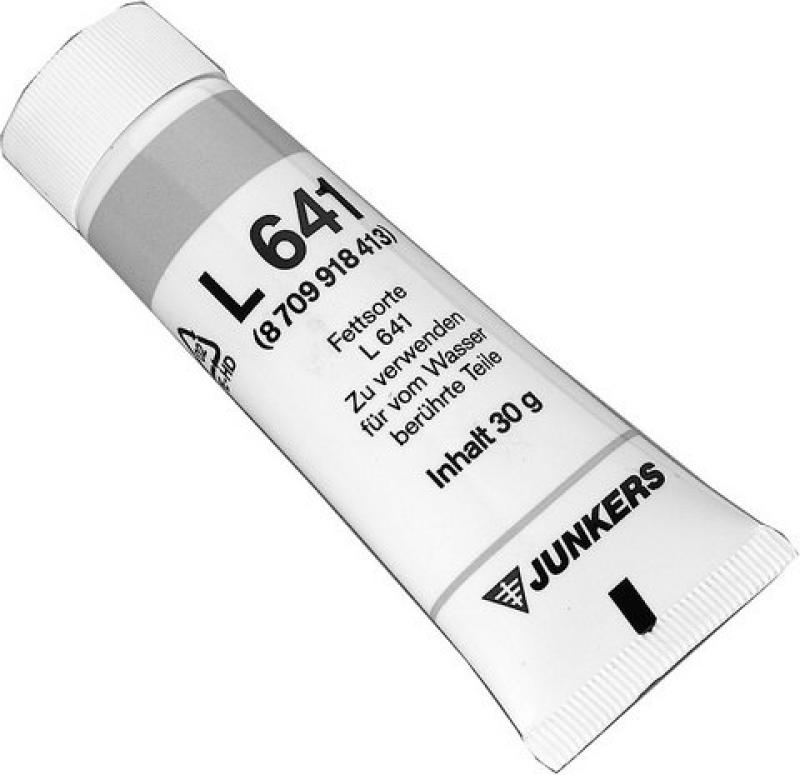 L 641
(8 709 918 413)
Fettsorte
L 641
Zu verwenden
für vom Wasser
berührte Teile
Inhalt 30 g
JUNKERS